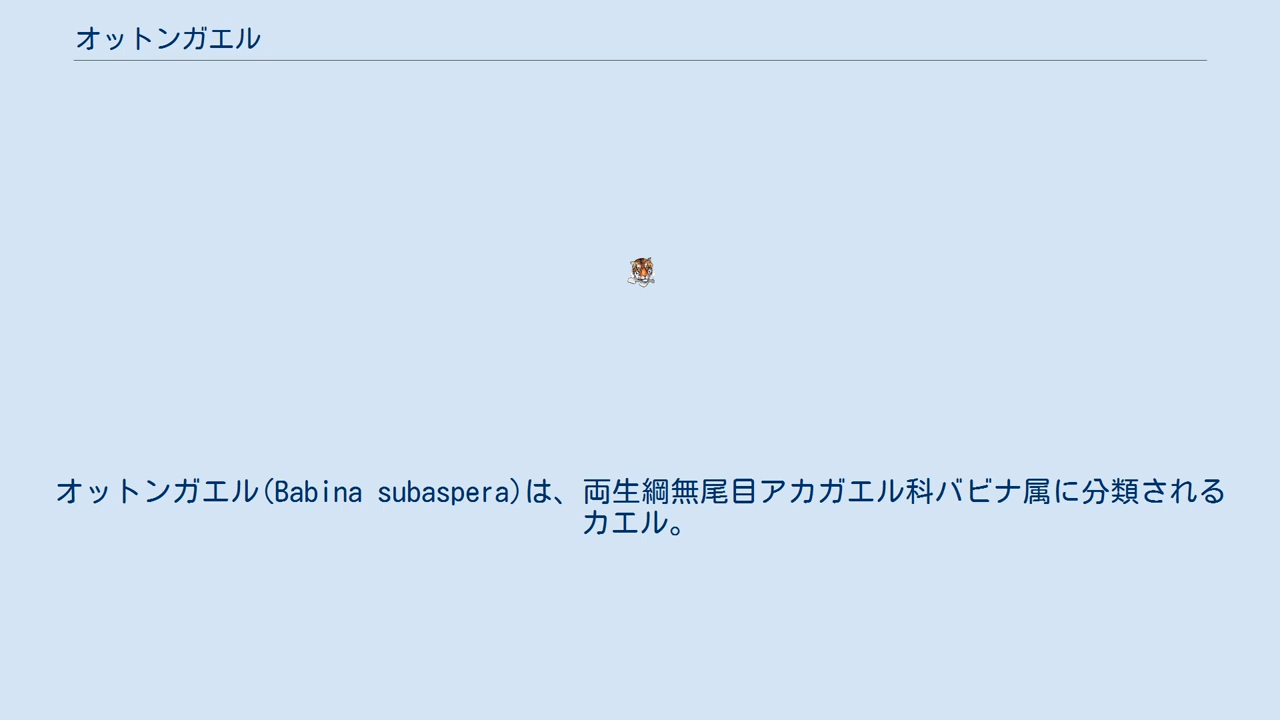 オットンガエル
オットンガエル(Babina subaspera)は、両生綱無尾目アカガエル科バビナ属に分類される
カエル。